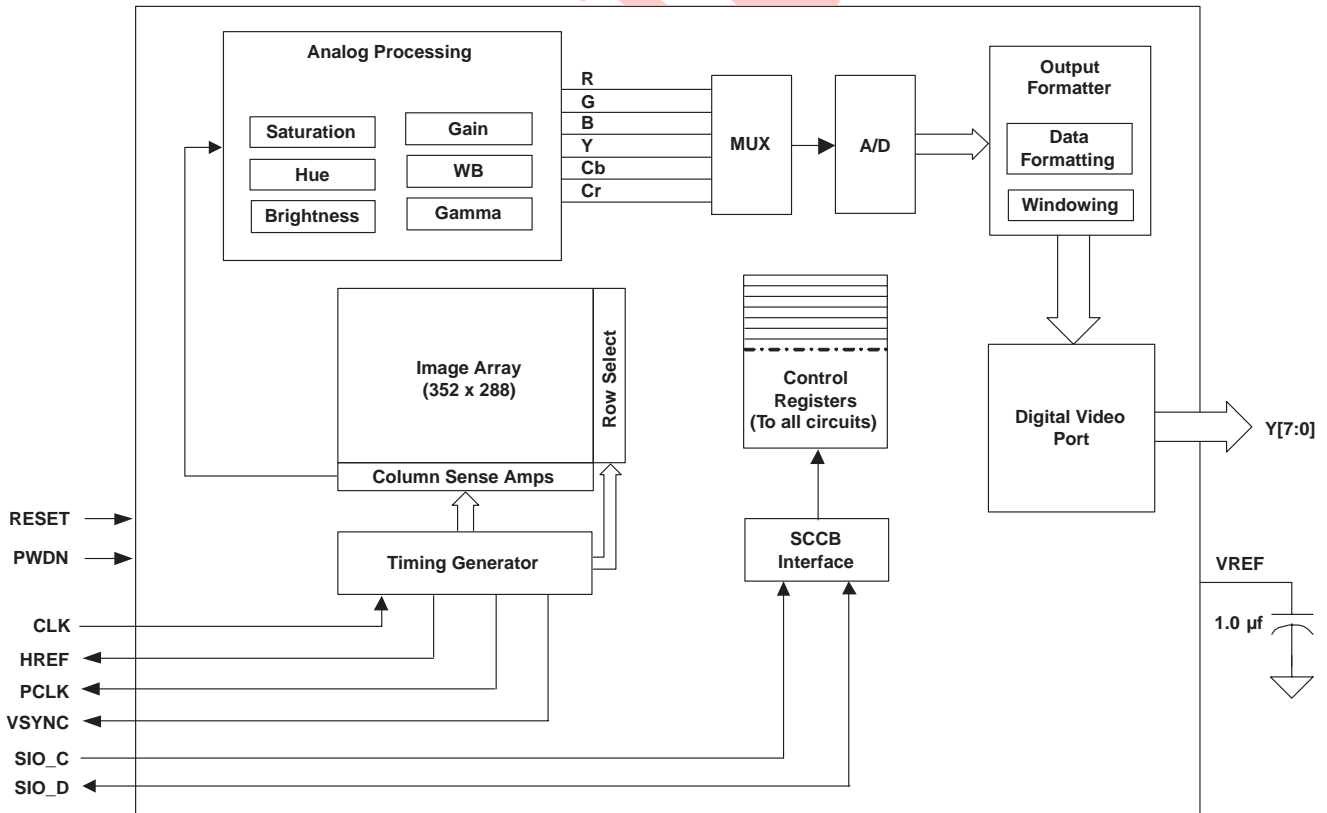 Analog Processing
Saturation
Gain
Hue
WB
Brightness
Gamma
R
G
B
Y
Cb
Cr
MUX
A/D
Output
Formatter
Data
Formatting
Windowing
Image Array
(352 x 288)
Row Select
Column Sense Amps
Timing Generator
Control
Registers
(To all circuits)
SCCB
Interface
Digital Video
Port
Y[7:0]
RESET
PWDN
CLK
HREF
PCLK
VSYNC
SIO_C
SIO_D
VREF
1.0 µf